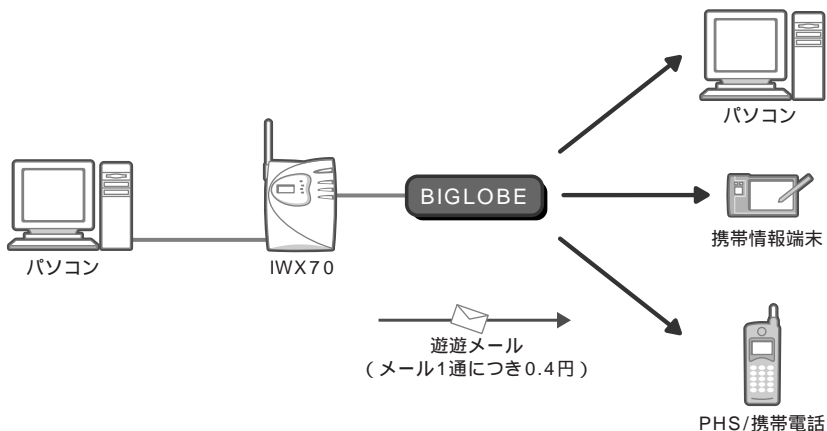 パソコン
パソコン
IWX70
BIGLOBE
携帯情報端末
遊遊メール
（メール1通につき0.4円）
PHS/携帯電話